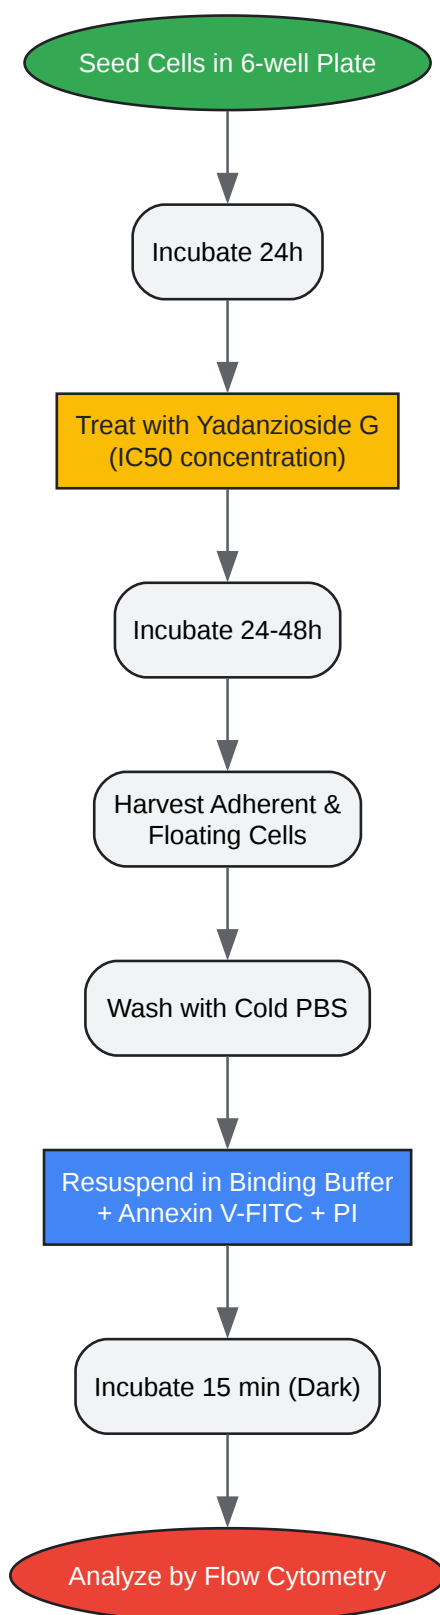 Seed Cells in 6-well Plate
Incubate 24h
Treat with Yadanzioside G
(IC50 concentration)
Incubate 24-48h
Harvest Adherent &
Floating Cells
Wash with Cold PBS
Resuspend in Binding Buffer
+ Annexin V-FITC + PI
Incubate 15 min (Dark)
Analyze by Flow Cytometry